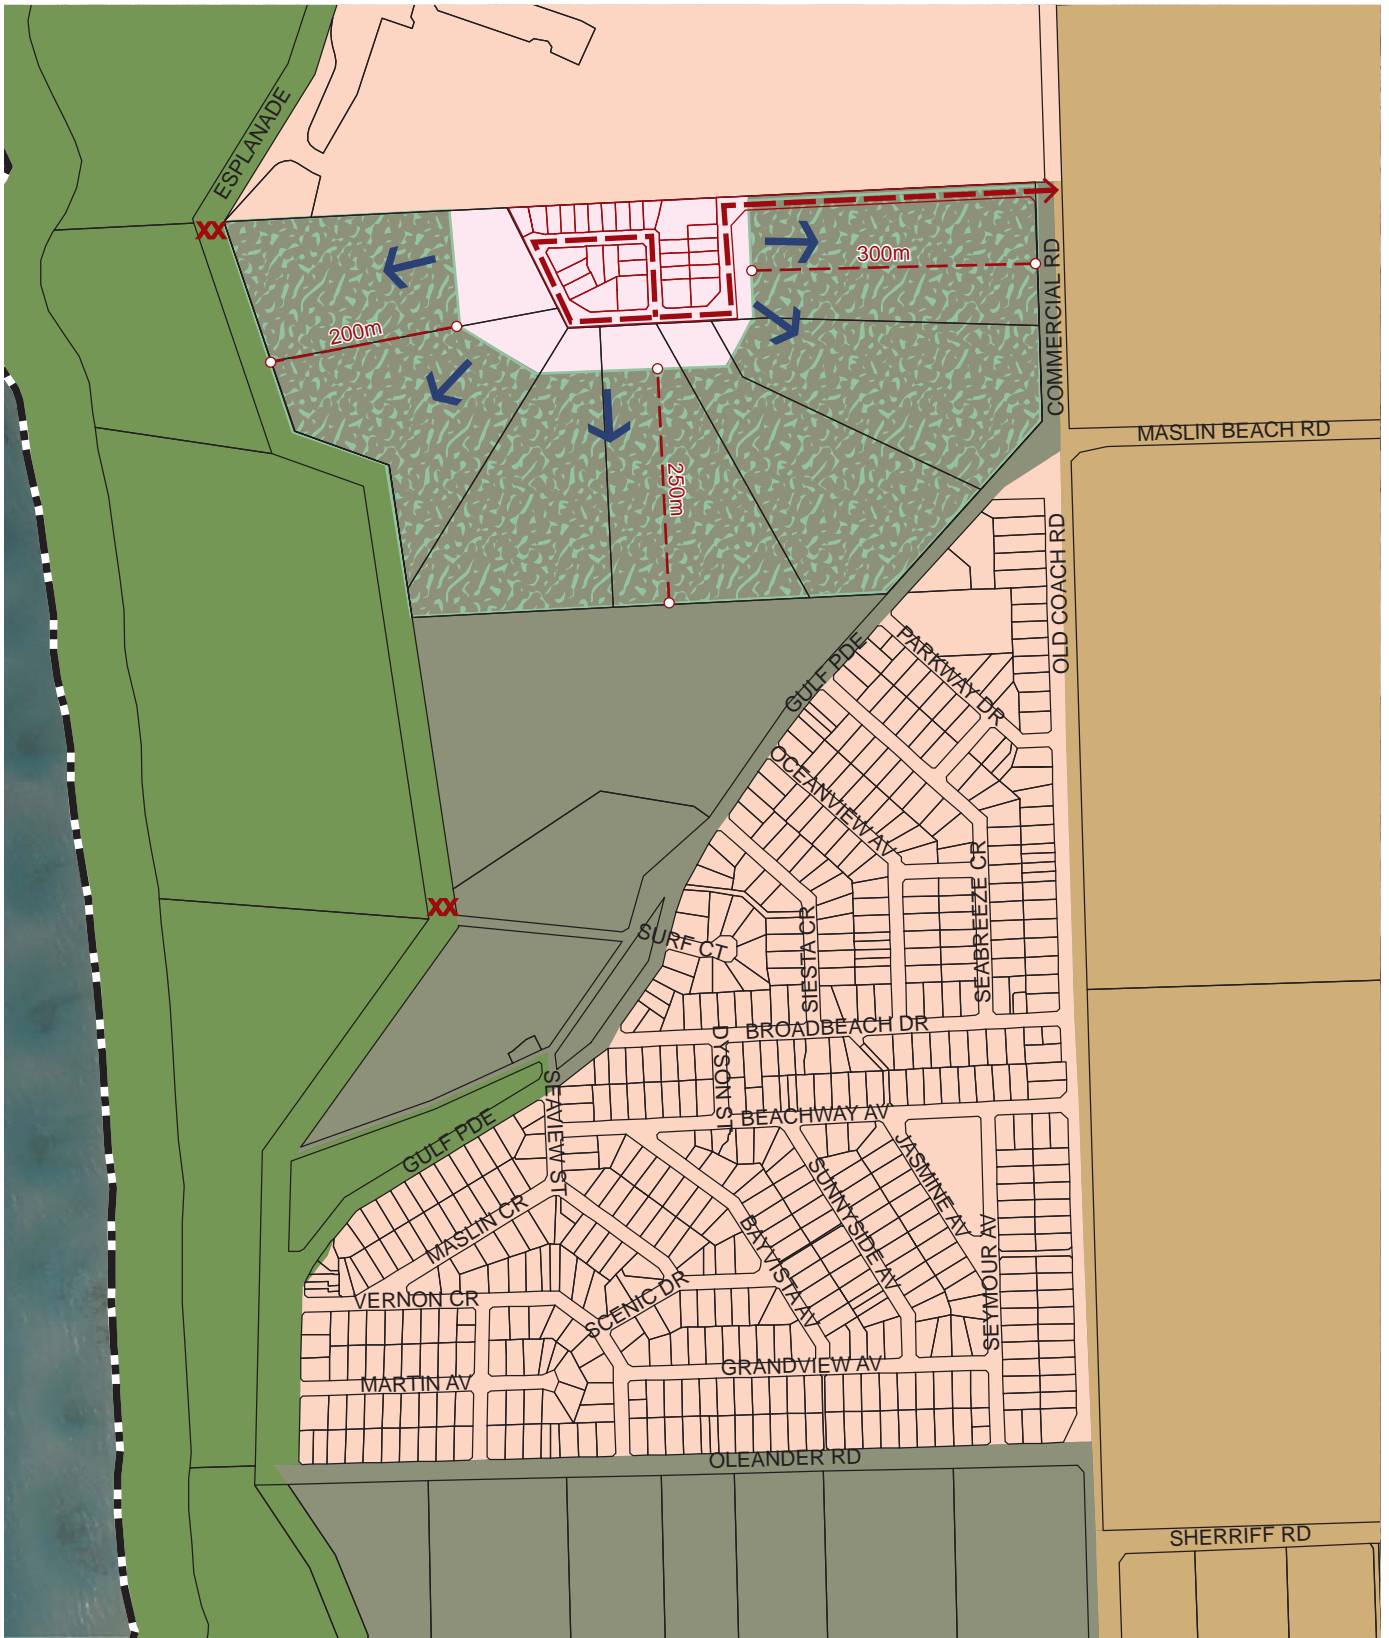 ESPLANADE
XX
300m
200m
COMMERCIAL RD
MASLIN BEACH RD
250m
OLD COACH RD
PARKWAY DR
GULF PDE
OCEANVIEW AV
SEABREEZE CR
XX
SURF CT
SIESTA CR
BROADBEACH DR
DYSON ST
SEAVIEW ST
BEACHWAY AV
GULF PDE
JASMINE AV
SUNNYSIDE AV
MASLIN CR
BAYVISTA AV
SEYMOUR AV
SCENIC DR
VERNON CR
GRANDVIEW AV
MARTIN AV
OLEANDER RD
SHERRIFF RD